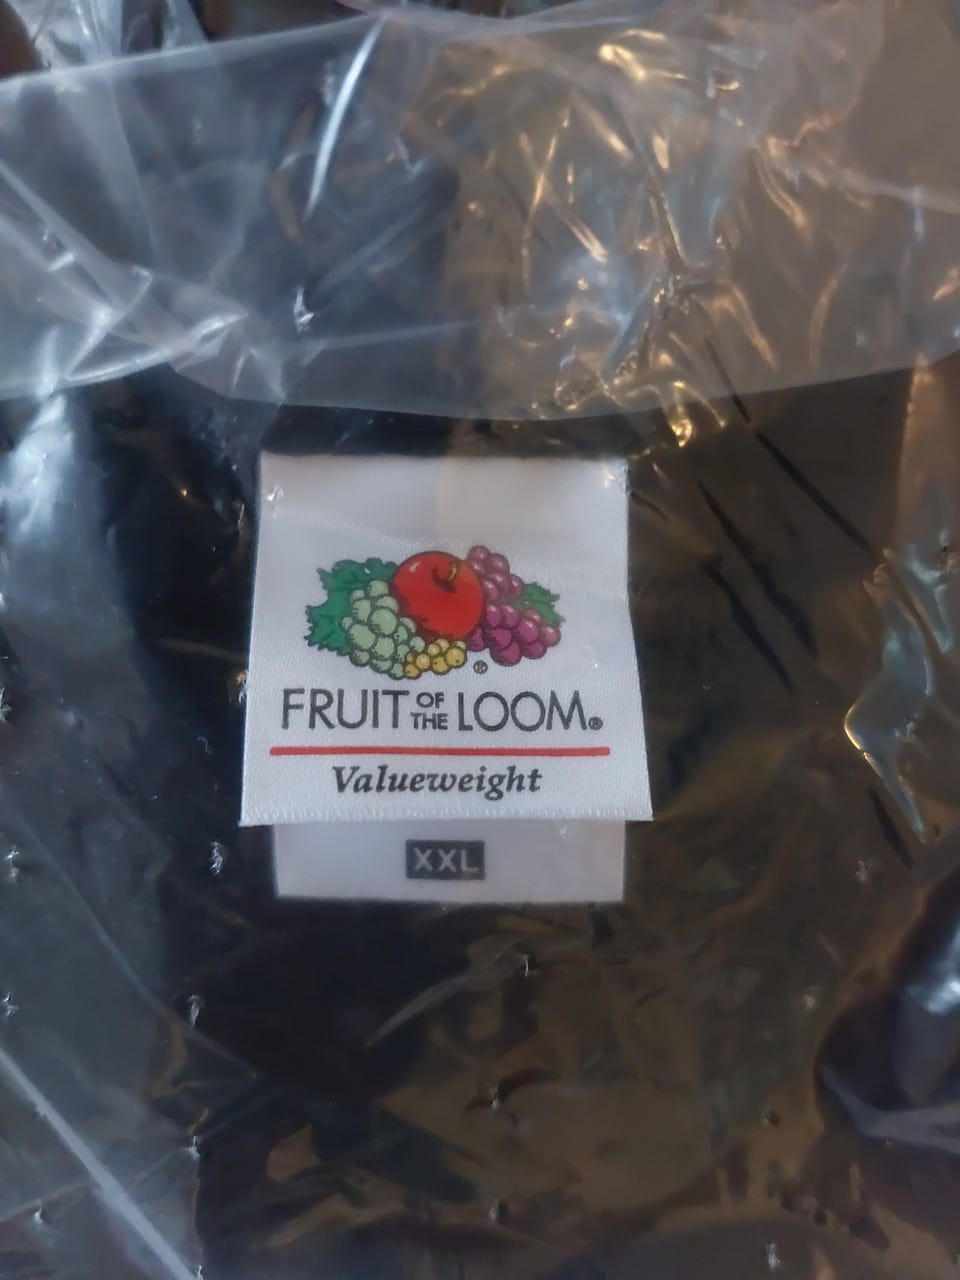 FRUIT OF THE LOOM®
Valueweight
XXL